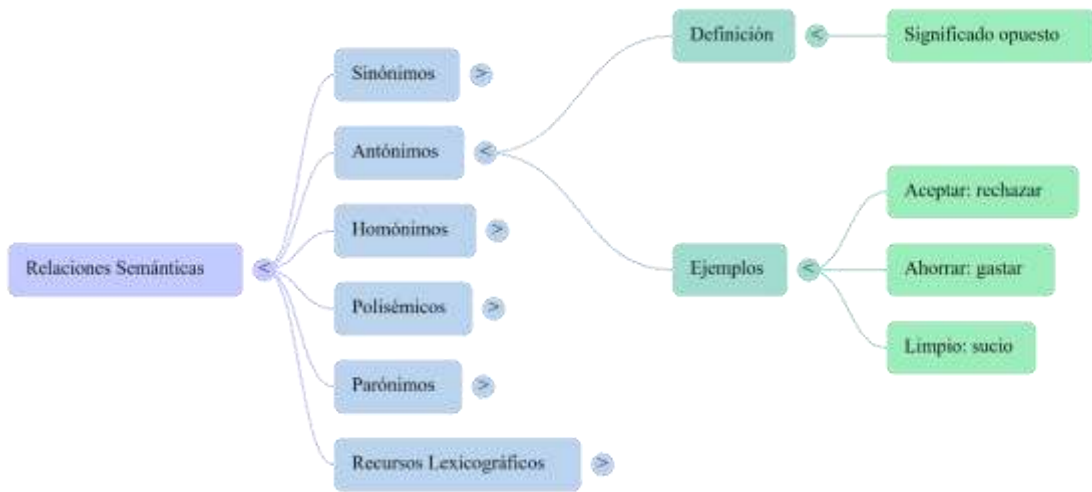 Relaciones Semánticas
<
Sinónimos
>
Antónimos
<
Definición
<
Significado opuesto
Ejemplos
<
Aceptar: rechazar
Ahorrar: gastar
Limpio: sucio
Homónimos
>
Polisémicos
>
Parónimos
>
Recursos Lexicográficos
>